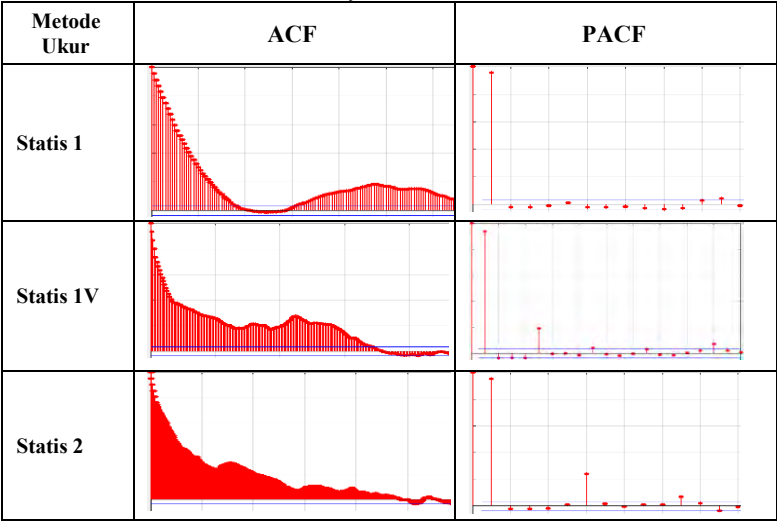 Metode
Ukur
ACF
PACF
Statis 1
Statis 1V
Statis 2